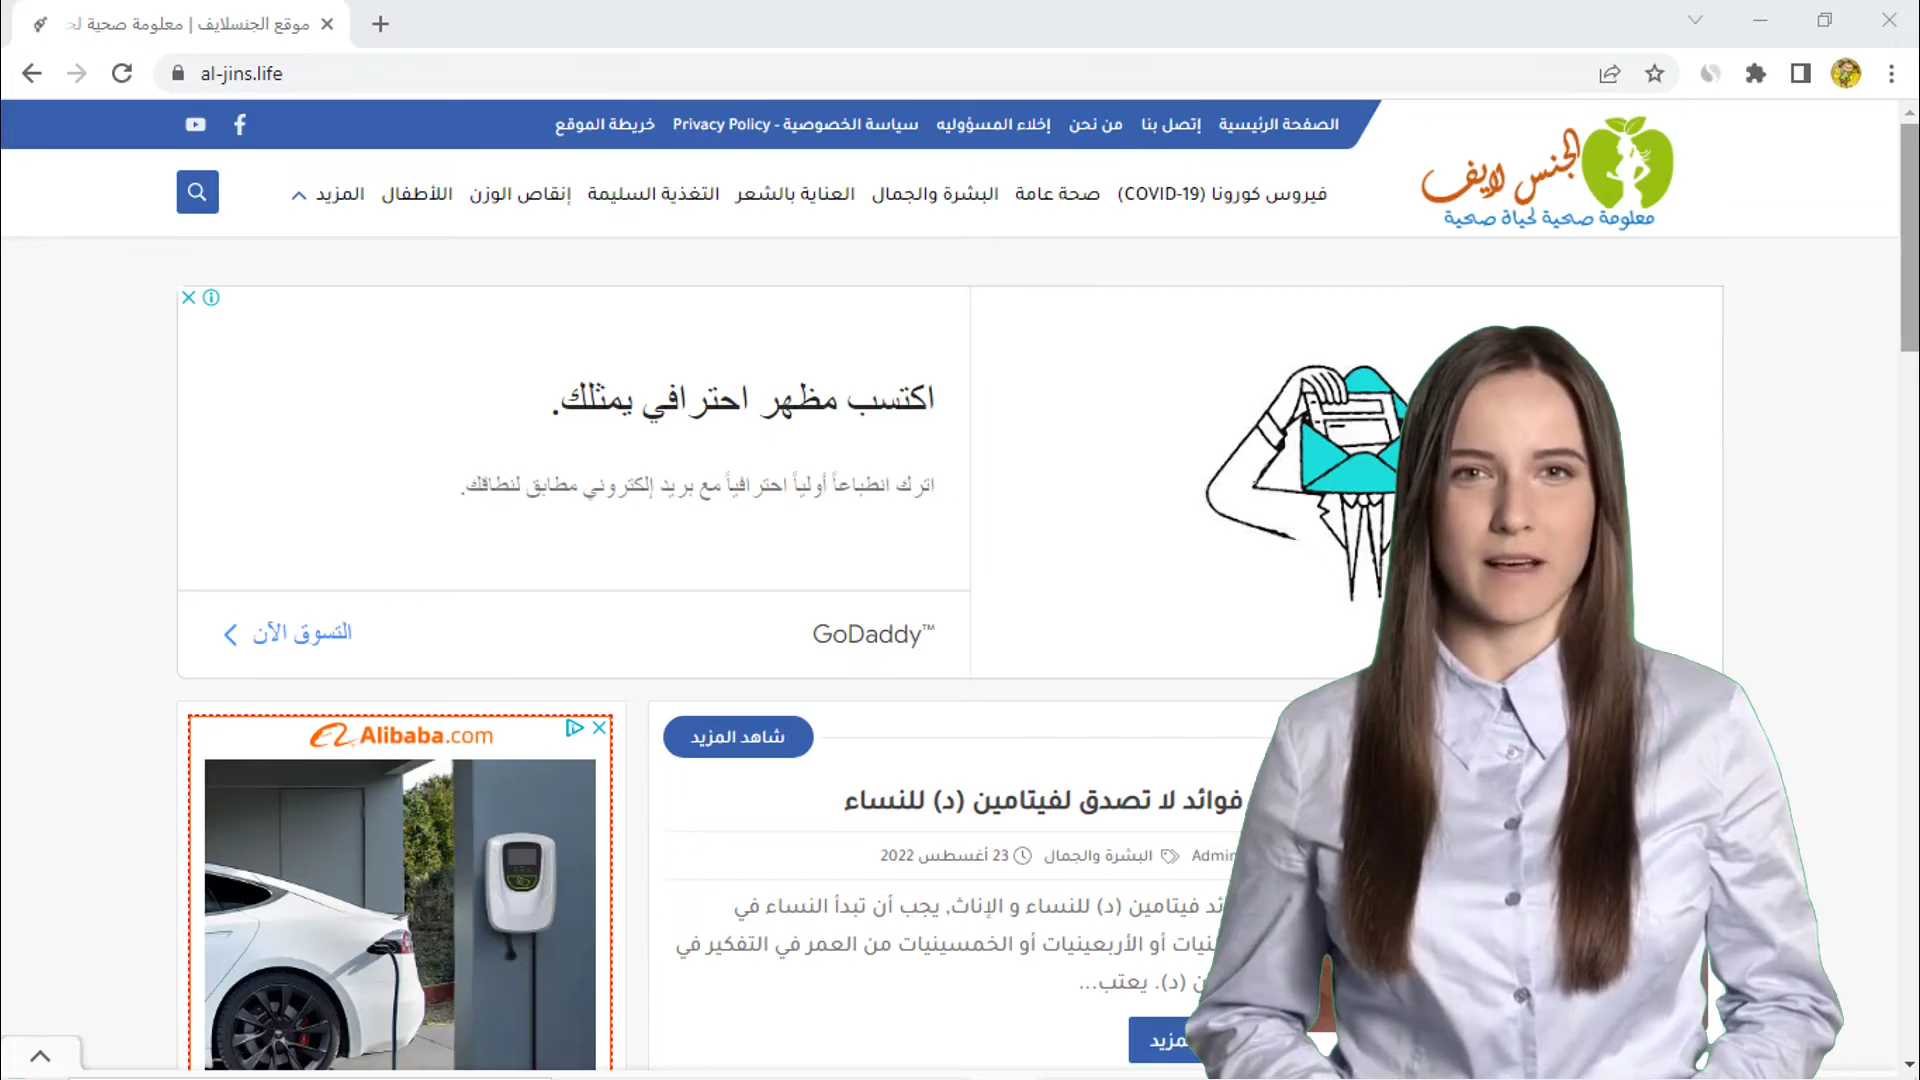 موقع الجنسلايف | معلومة صحية لح
al-jins.life
الصفحة الرئيسية
إتصل بنا
من نحن
إخلاء المسؤوليه
سياسة الخصوصية - Privacy Policy
خريطة الموقع
الجنس لايف
معلومة صحية لحياة صحية
فيروس كورونا (COVID-19)
صحة عامة
البشرة والجمال
العناية بالشعر
التغذية السليمة
إنقاص الوزن
اللأطفال
المزيد
اكتسب مظهر احترافي يمثلك.
اترك انطباعاً أولياً احترافياً مع بريد إلكتروني مطابق لنطاقك.
GoDaddy™
التسوق الآن
شاهد المزيد
فوائد لا تصدق لفيتامين (د) للنساء
Admin
البشرة والجمال
23 أغسطس 2022
فيتامين (د) للنساء و الإناث, يجب أن تبدأ النساء في
أو الأربعينيات أو الخمسينيات من العمر في التفكير في
(د). يعتب...
Alibaba.com